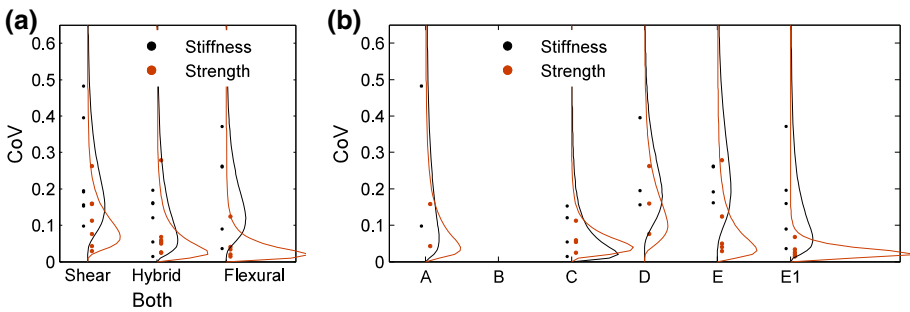 (a)
CoV
0.6
0.5
0.4
0.3
0.2
0.1
0
Stiffness
Strength
Shear Hybrid Flexural
Both
(b)
CoV
0.6
0.5
0.4
0.3
0.2
0.1
0
Stiffness
Strength
A B C D E E1